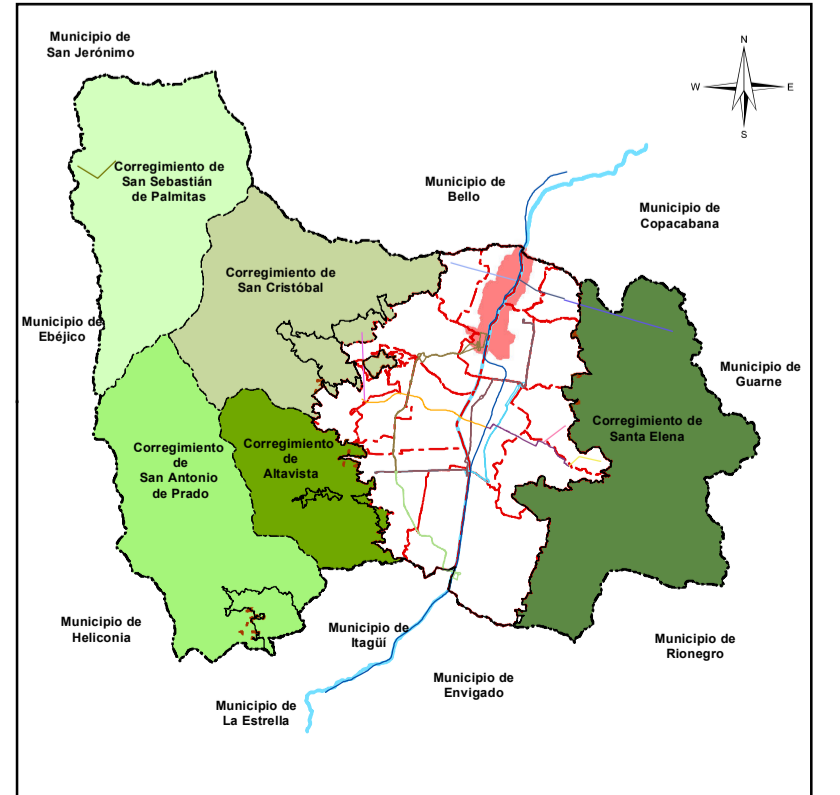 Municipio de
San Jerónimo
N
W
E
S
Corregimiento de
San Sebastián
de Palmitas
Municipio de
Bello
Municipio de
Copacabana
Corregimiento de
San Cristóbal
Municipio de
Ebéjico
Municipio de
Guarne
Corregimiento de
Santa Elena
Corregimiento
de
San Antonio
de Prado
Corregimiento
de
Altavista
Municipio de
Heliconia
Municipio de
Itagüí
Municipio de
Rionegro
Municipio de
Envigado
Municipio de
La Estrella